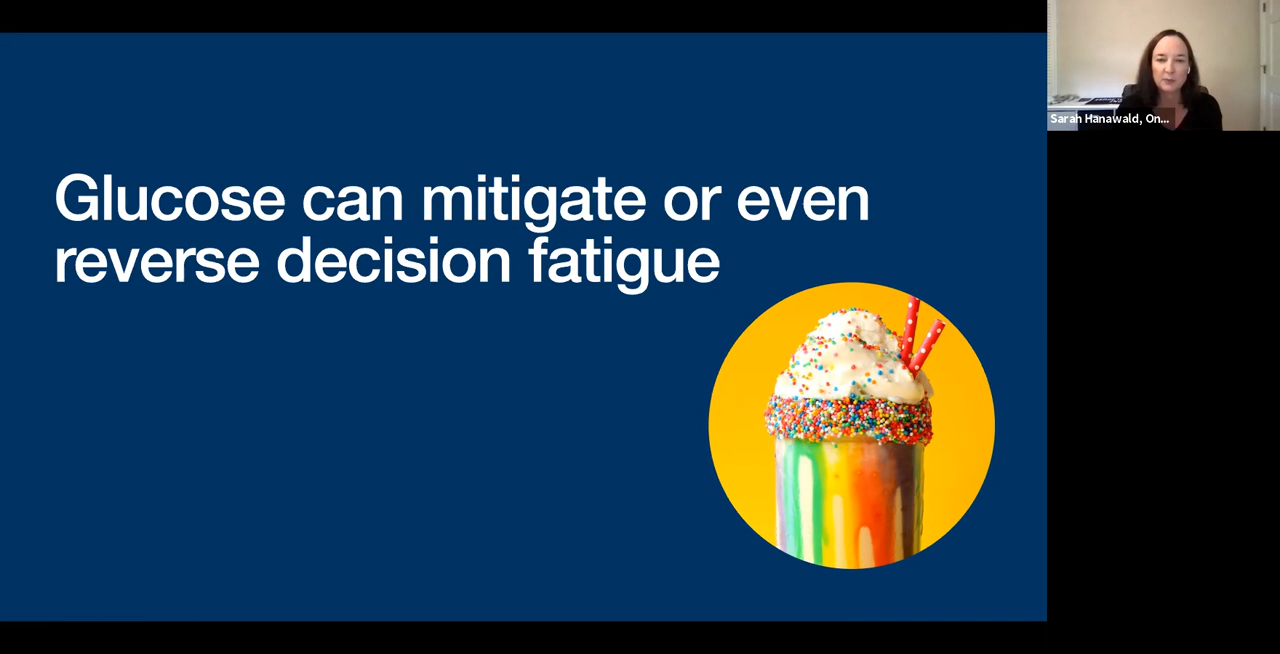 Glucose can mitigate or even
reverse decision fatigue
Sarah Hanawald, On...